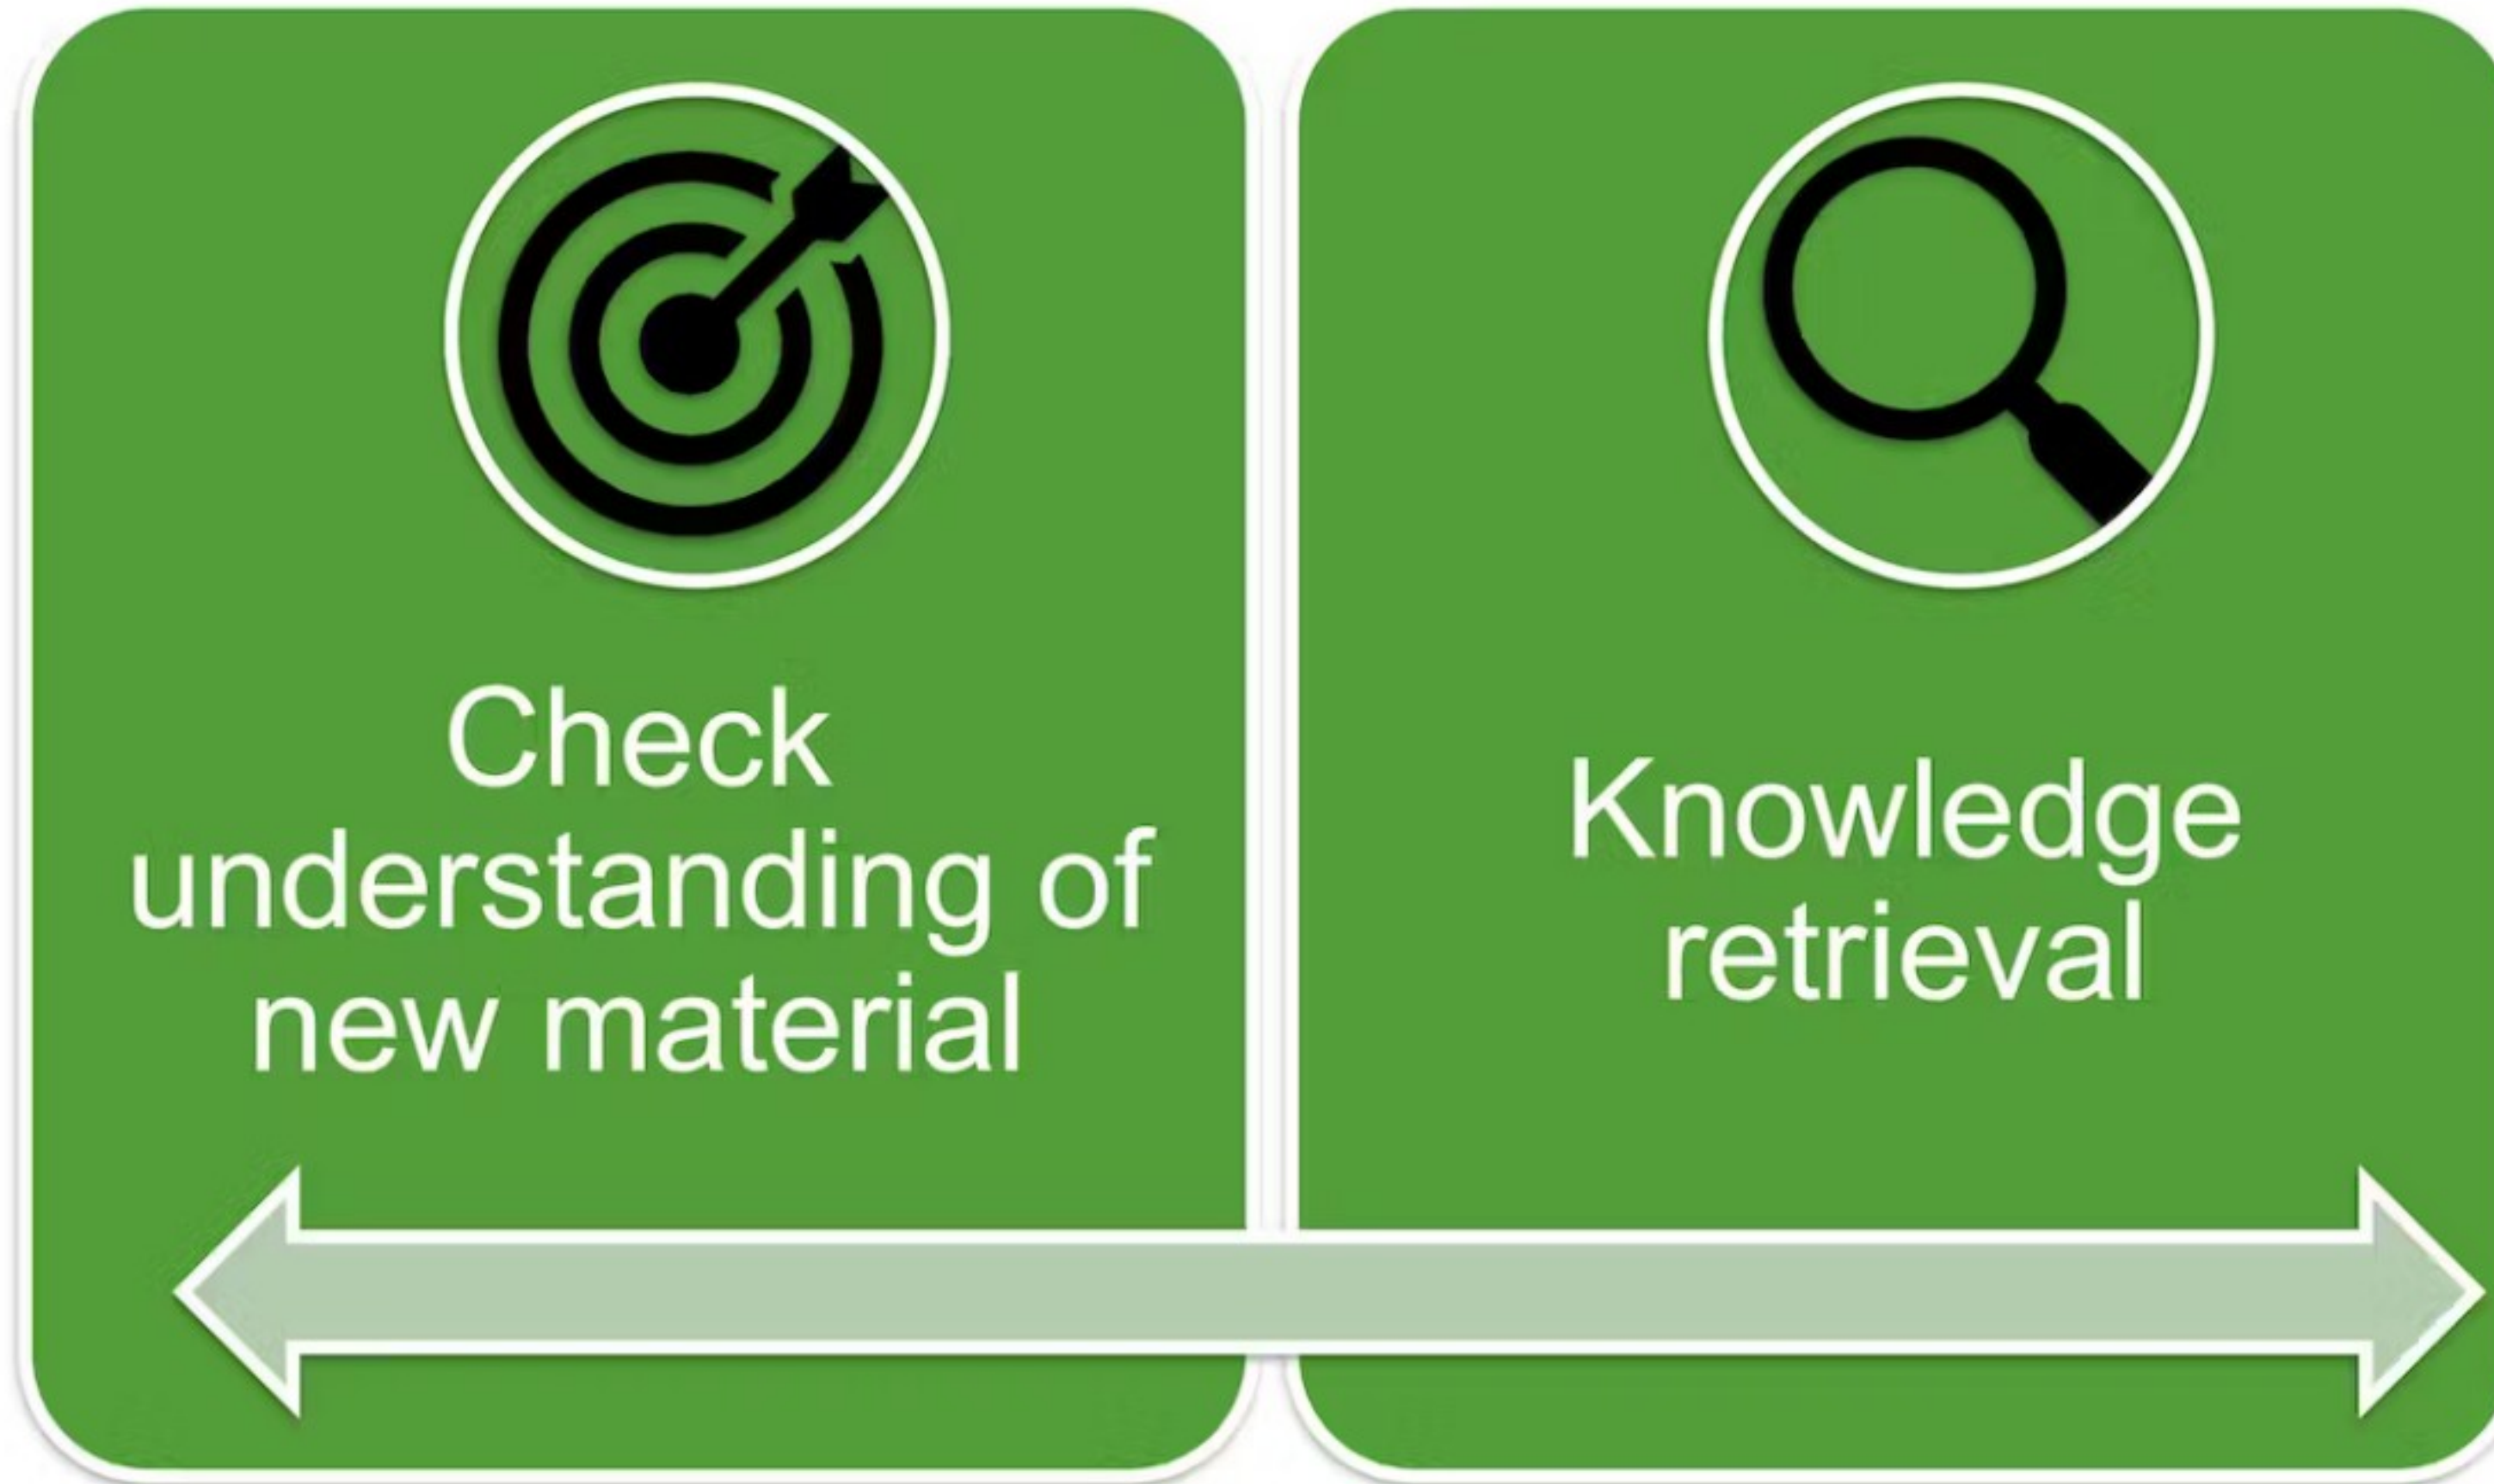 Check
understanding of
new material
Knowledge
retrieval